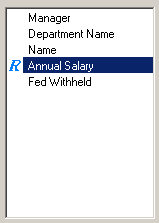 Manager
Department Name
Name
R Annual Salary
Fed Withheld